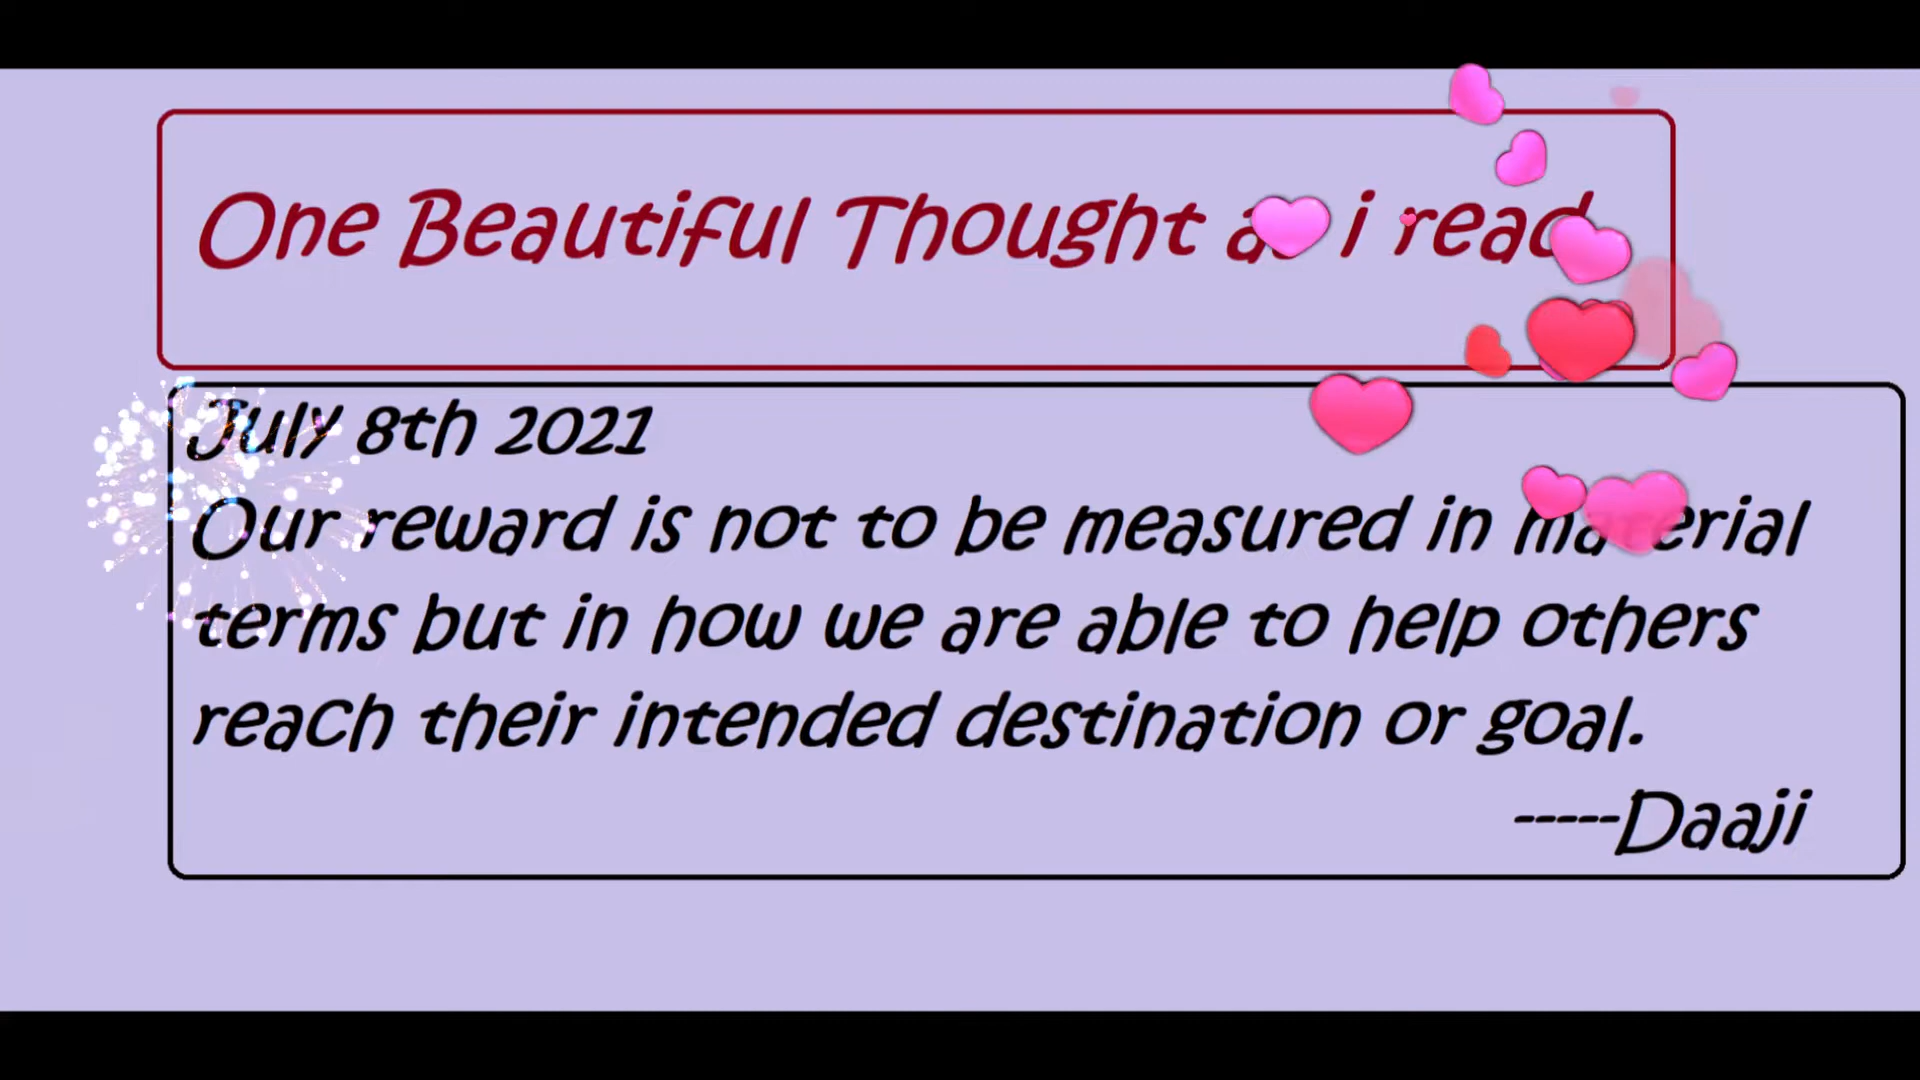 One Beautiful Thought as i read
July 8th 2021
Our reward is not to be measured in material
terms but in how we are able to help others
reach their intended destination or goal.
-----Daaji